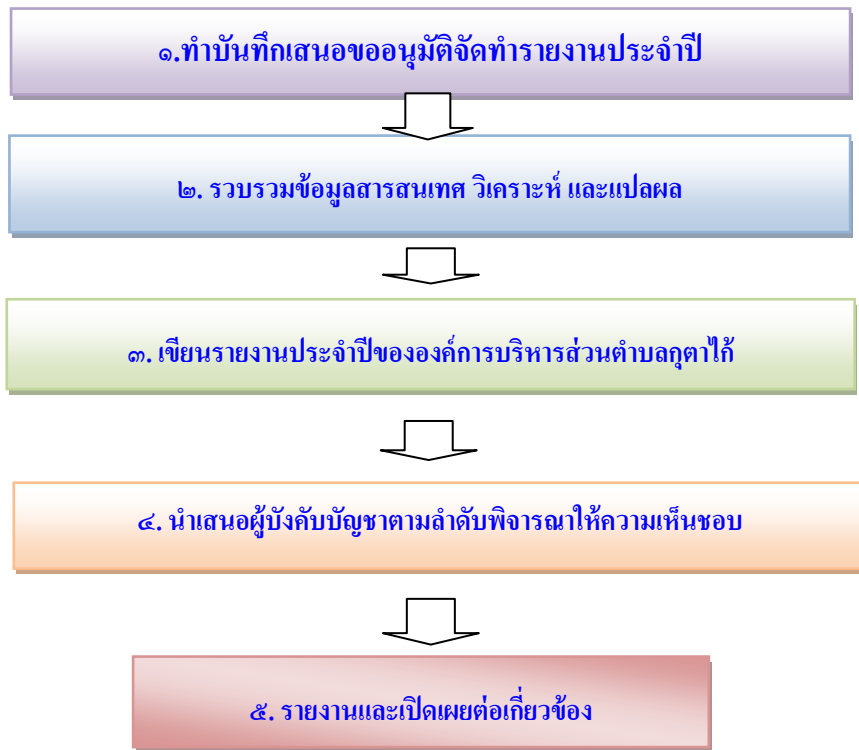 ๑.ทำบันทึกเสนอขออนุมัติจัดทำรายงานประจำปี
๒. รวบรวมข้อมูลสารสนเทศ วิเคราะห์ และแปลผล
๓. เขียนรายงานประจำปีขององค์การบริหารส่วนตำบลกุตาไก้
๔. นำเสนอผู้บังคับบัญชาตามลำดับพิจารณาให้ความเห็นชอบ
๕. รายงานและเปิดเผยต่อเกี่ยวข้อง